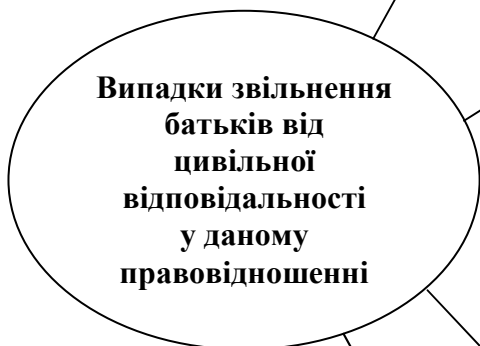 Випадки звільнення
батьків від
цивільної
відповідальності
у даному
правовідношенні